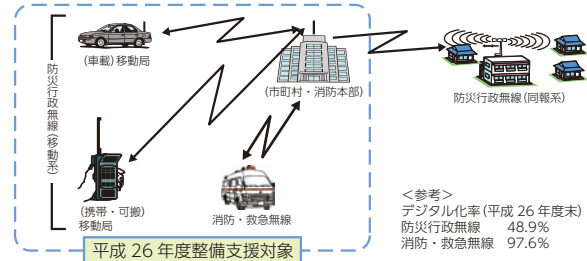 防災行政無線(移動系)
(車載)移動局
(市町村・消防本部)
防災行政無線(同報系)
(携帯・可搬)
移動局
消防・救急無線
平成 26 年度整備支援対象
<参考>
デジタル化率(平成 26 年度末)
防災行政無線 48.9%
消防・救急無線 97.6%